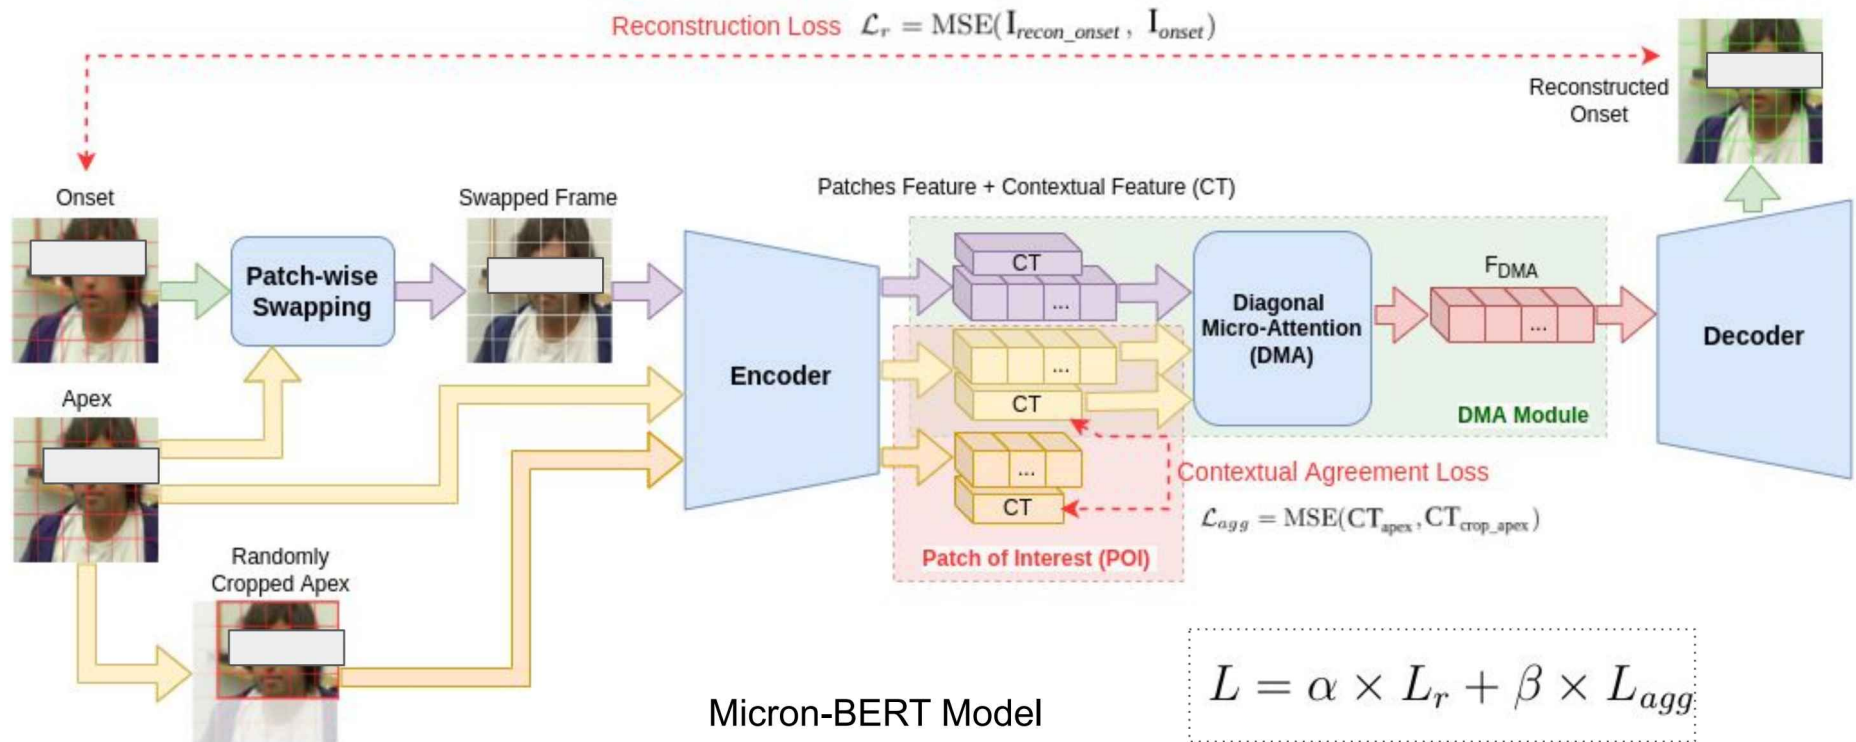 Reconstruction Loss ℒr = MSE(Irecon_onset , Ionset)
Reconstructed
Onset
Onset
Swapped Frame
Patches Feature + Contextual Feature (CT)
Patch-wise
Swapping
Encoder
CT
...
...
CT
...
CT
Diagonal
Micro-Attention
(DMA)
FDMA
...
Decoder
DMA Module
Apex
Contextual Agreement Loss
ℒagg = MSE(CTapex,CTcrop_apex)
Patch of Interest (POI)
Randomly
Cropped Apex
Micron-BERT Model
L = α × Lr + β × Lagg